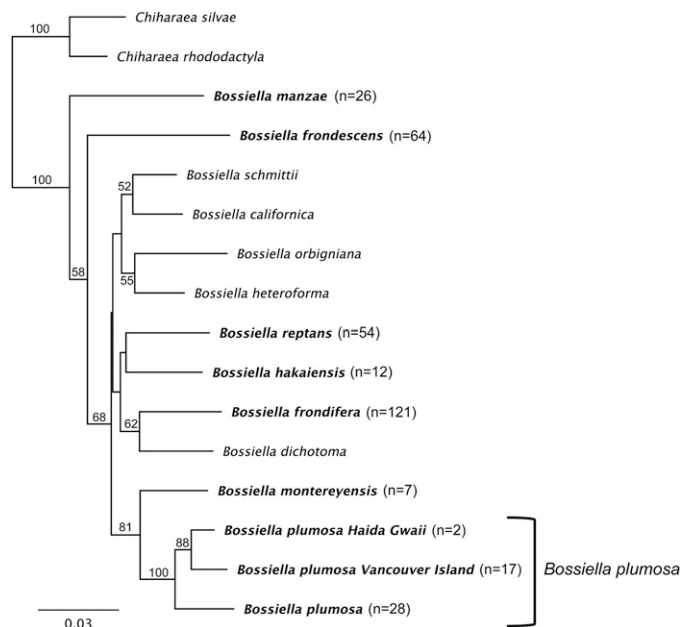 Chiharaea silvae
100
Chiharaea rhododactyla
Bossiella manzae (n=26)
Bossiella frondescens (n=64)
100
52
Bossiella schmittii
Bossiella californica
Bossiella orbigniana
58
55
Bossiella heteroforma
Bossiella reptans (n=54)
Bossiella hakaiensis (n=12)
68
62
Bossiella frondifera (n=121)
Bossiella dichotoma
Bossiella montereyensis (n=7)
81
Bossiella plumosa Haida Gwaii (n=2)
88
Bossiella plumosa Vancouver Island (n=17)
Bossiella plumosa
100
Bossiella plumosa (n=28)
0.03